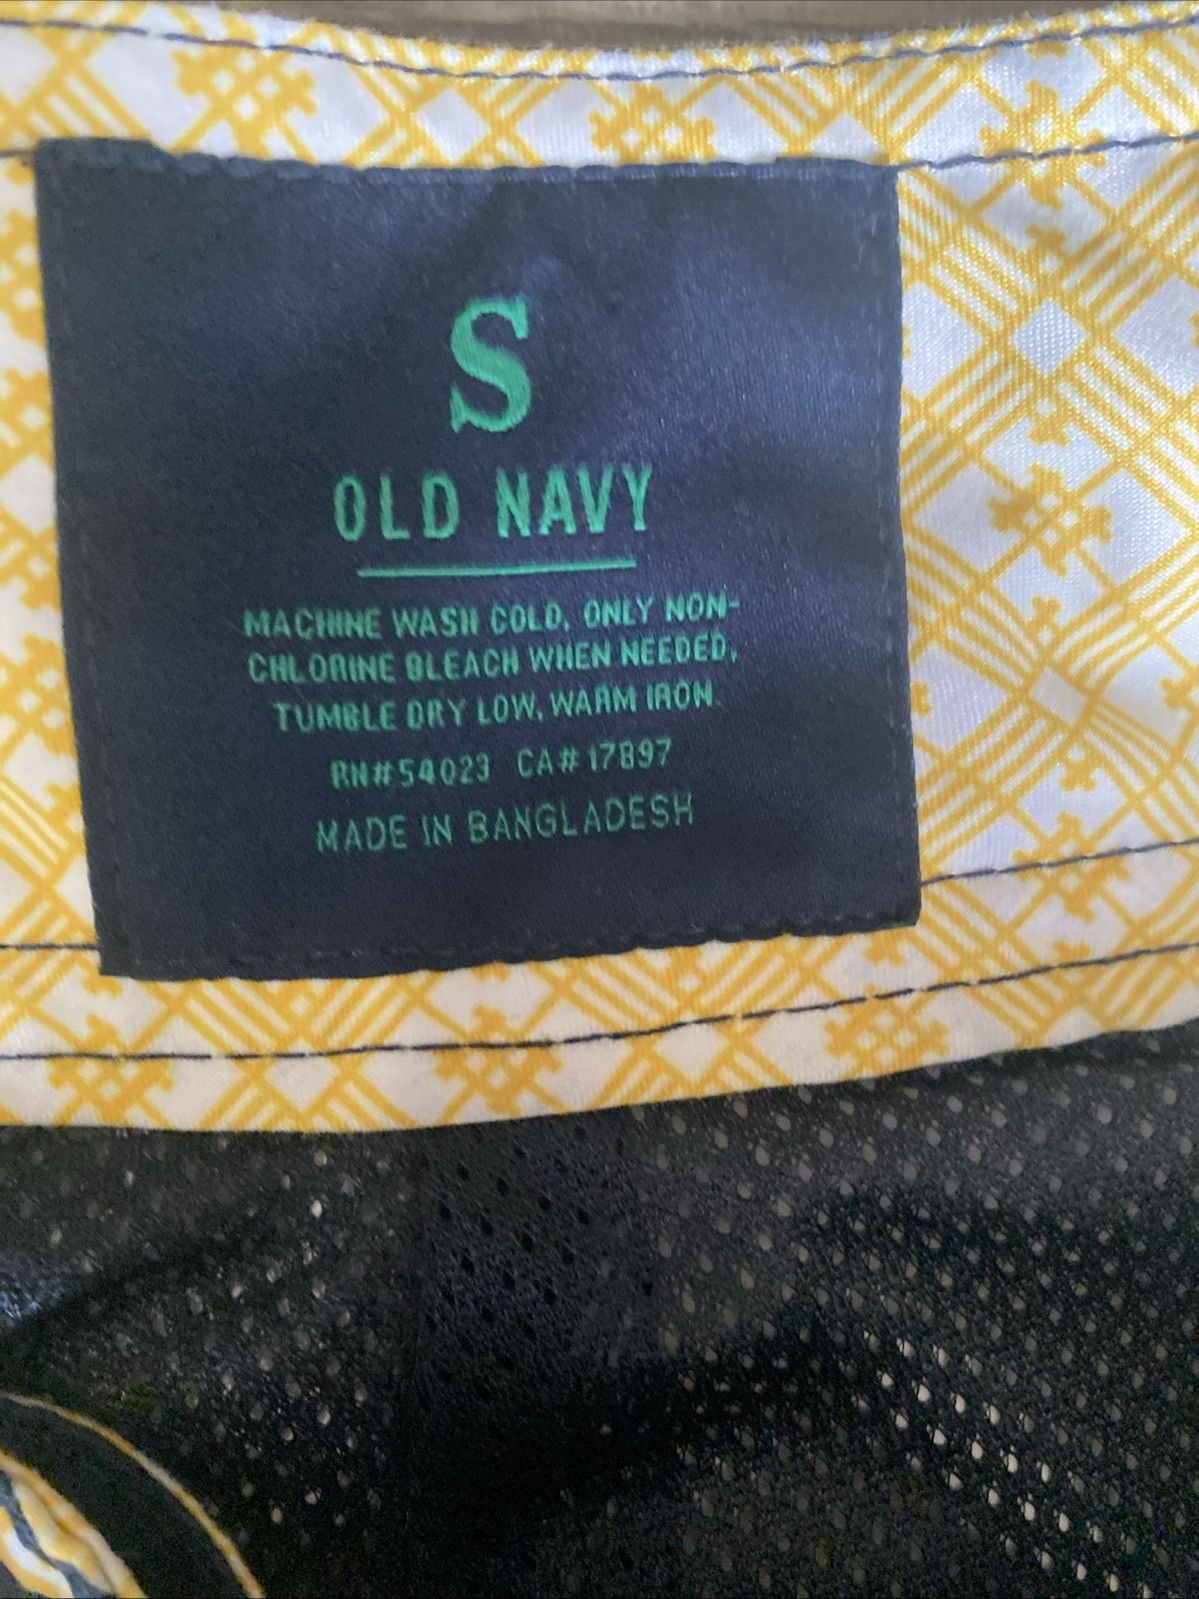 S
OLD NAVY
MACHINE WASH COLD, ONLY NON-
CHLORINE BLEACH WHEN NEEDED,
TUMBLE DRY LOW, WARM IRON.
RN#54023 CA#17897
MADE IN BANGLADESH